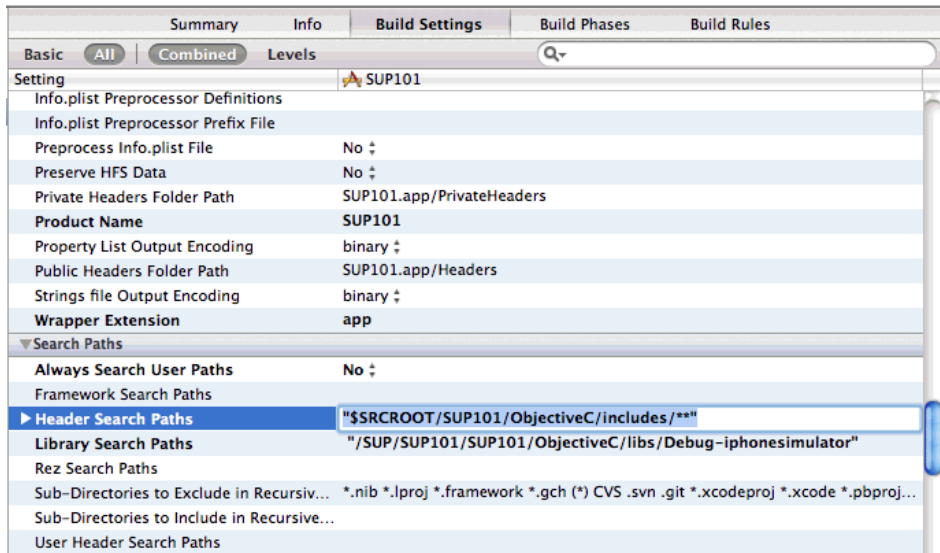 Summary Info Build Settings Build Phases Build Rules
Basic All Combined Levels
Setting SUP101
Info.plist Preprocessor Definitions
Info.plist Preprocessor Prefix File
Preprocess Info.plist File No
Preserve HFS Data No
Private Headers Folder Path SUP101.app/PrivateHeaders
Product Name SUP101
Property List Output Encoding binary
Public Headers Folder Path SUP101.app/Headers
Strings file Output Encoding binary
Wrapper Extension app
Search Paths
Always Search User Paths No
Framework Search Paths
Header Search Paths "$SRCROOT/SUP101/ObjectiveC/includes/**"
Library Search Paths "/SUP/SUP101/SUP101/ObjectiveC/libs/Debug-iphonesimulator"
Rez Search Paths
Sub-Directories to Exclude in Recursiv... *.nib *.lproj *.framework *.gch (*) CVS .svn .git *.xcodeproj *.xcode *.pbproj...
Sub-Directories to Include in Recursive...
User Header Search Paths